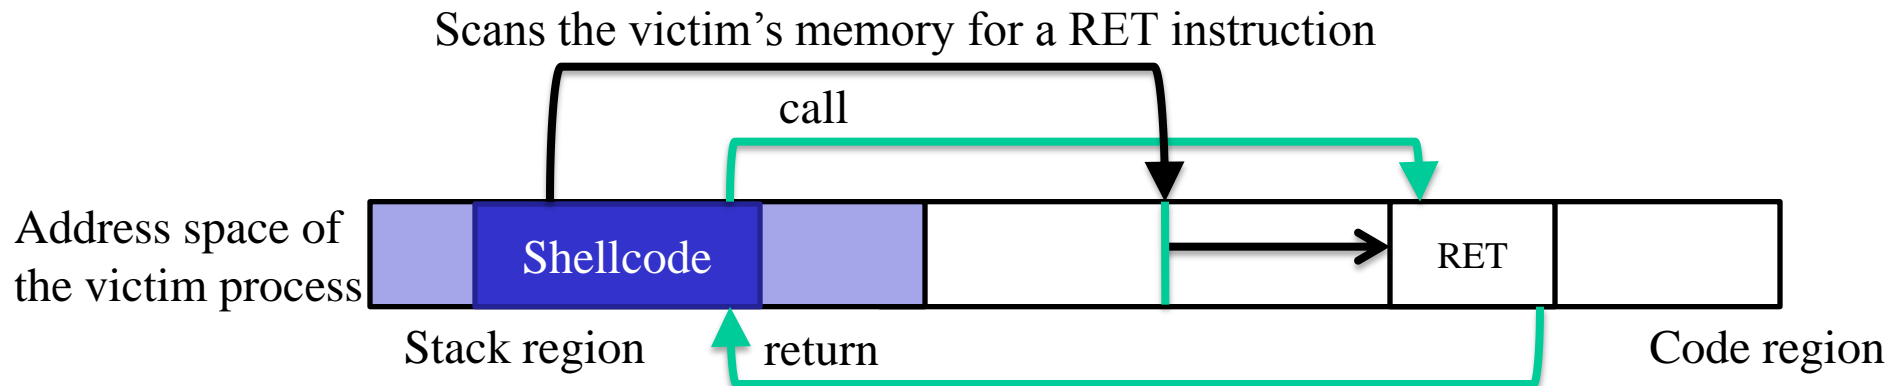 Scans the victim’s memory for a RET instruction
call
Address space of
the victim process
Shellcode
RET
Stack region
return
Code region